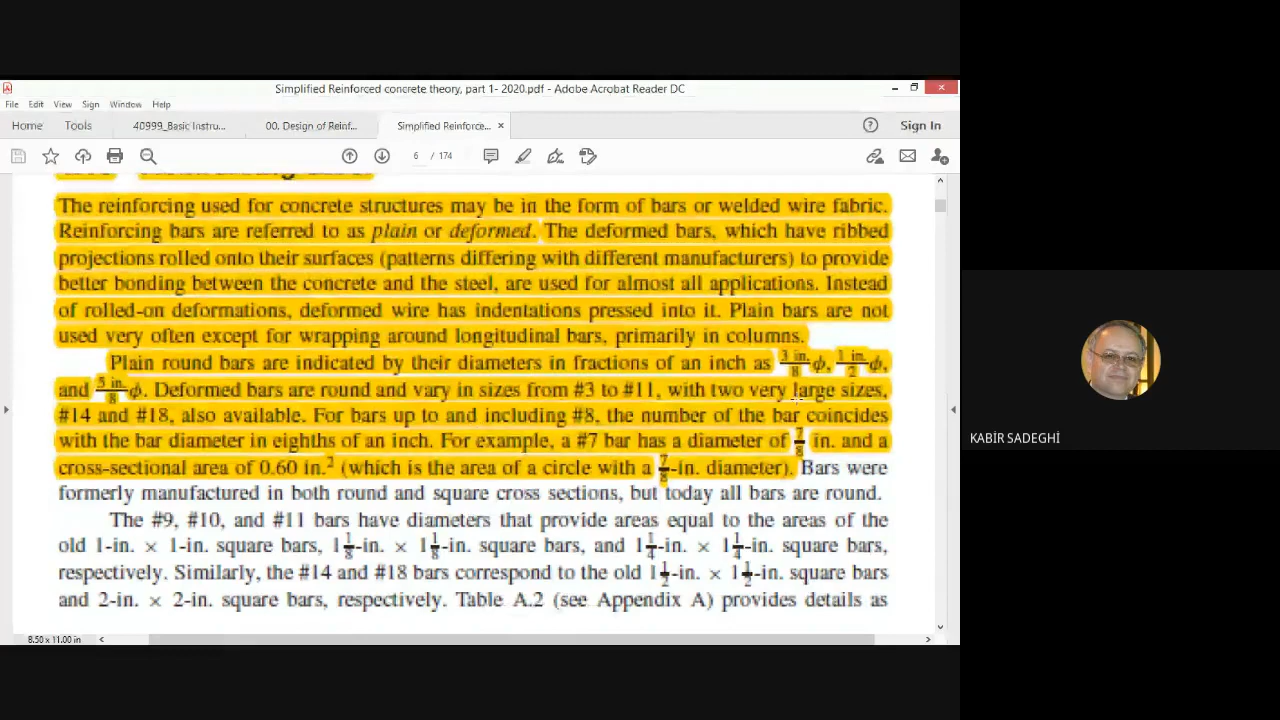 Simplified Reinforced concrete theory, part 1- 2020.pdf - Adobe Acrobat Reader DC
File Edit View Sign Window Help
Home Tools 40999_Basic Instru... 00. Design of Reinf... Simplified Reinforce... × Sign In
6 / 174
The reinforcing used for concrete structures may be in the form of bars or welded wire fabric.
Reinforcing bars are referred to as plain or deformed. The deformed bars, which have ribbed
projections rolled onto their surfaces (patterns differing with different manufacturers) to provide
better bonding between the concrete and the steel, are used for almost all applications. Instead
of rolled-on deformations, deformed wire has indentations pressed into it. Plain bars are not
used very often except for wrapping around longitudinal bars, primarily in columns.
Plain round bars are indicated by their diameters in fractions of an inch as 3 in./8 ϕ, 1 in./2 ϕ,
and 5 in./8 ϕ. Deformed bars are round and vary in sizes from #3 to #11, with two very large sizes,
#14 and #18, also available. For bars up to and including #8, the number of the bar coincides
with the bar diameter in eighths of an inch. For example, a #7 bar has a diameter of 7/8 in. and a
cross-sectional area of 0.60 in.² (which is the area of a circle with a 7/8-in. diameter). Bars were
formerly manufactured in both round and square cross sections, but today all bars are round.
The #9, #10, and #11 bars have diameters that provide areas equal to the areas of the
old 1-in. × 1-in. square bars, 1 1/8-in. × 1 1/8-in. square bars, and 1 1/4-in. × 1 1/4-in. square bars,
respectively. Similarly, the #14 and #18 bars correspond to the old 1 1/2-in. × 1 1/2-in. square bars
and 2-in. × 2-in. square bars, respectively. Table A.2 (see Appendix A) provides details as
8.50 x 11.00 in
KABİR SADEGHİ